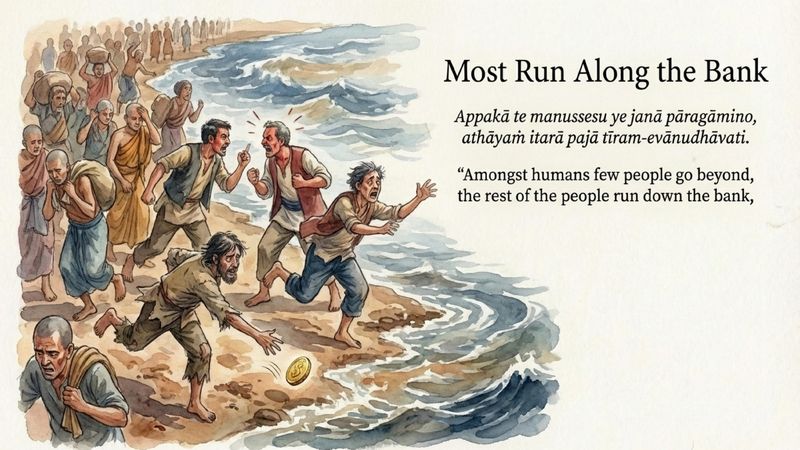 Most Run Along the Bank
Appakā te manussesu ye janā pāragāmino,
athāyaṁ itarā pajā tīram-evānudhāvati.
“Amongst humans few people go beyond,
the rest of the people run down the bank,